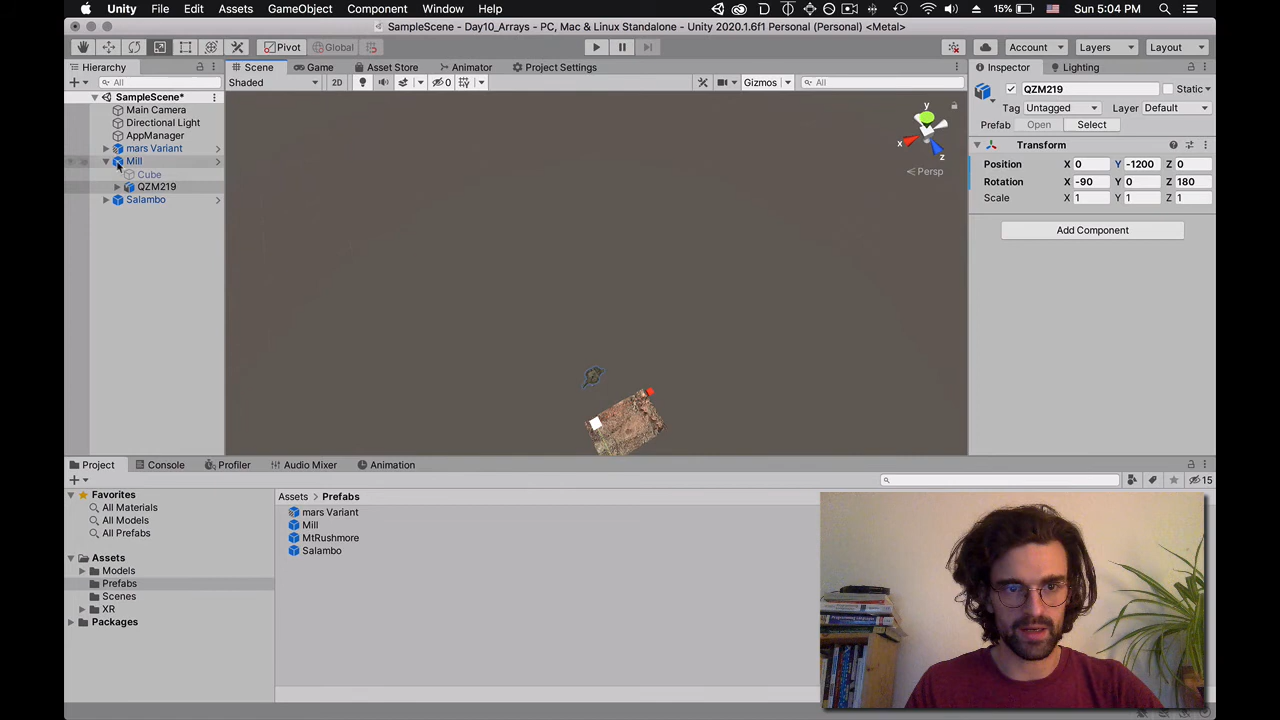 Unity File Edit Assets GameObject Component Window Help 15% Sun 5:04 PM
SampleScene - Day10_Arrays - PC, Mac & Linux Standalone - Unity 2020.1.6f1 Personal (Personal) <Metal>
Pivot Global Account Layers Layout
Hierarchy Scene Game Asset Store Animator Project Settings Inspector Lighting
All Shaded 2D 0 Gizmos All
SampleScene*
Main Camera
Directional Light
AppManager
mars Variant
Mill
Cube
QZM219
Salambo
y
x
z
Persp
QZM219 Static
Tag Untagged Layer Default
Prefab Open Select
Transform
Position X 0 Y -1200 Z 0
Rotation X -90 Y 0 Z 180
Scale X 1 Y 1 Z 1
Add Component
Project Console Profiler Audio Mixer Animation
15
Favorites
All Materials
All Models
All Prefabs
Assets
Models
Prefabs
Scenes
XR
Packages
Assets > Prefabs
mars Variant
Mill
MtRushmore
Salambo